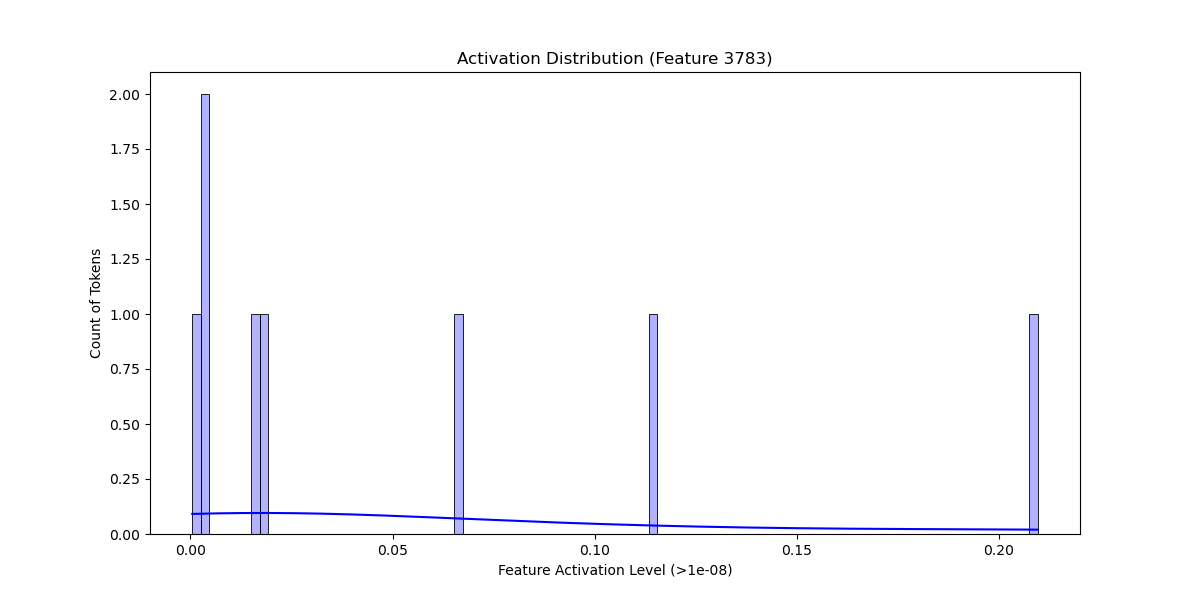 Activation Distribution (Feature 3783)
2.00
1.75
1.50
1.25
1.00
0.75
0.50
0.25
0.00
Count of Tokens
0.00 0.05 0.10 0.15 0.20
Feature Activation Level (>1e-08)